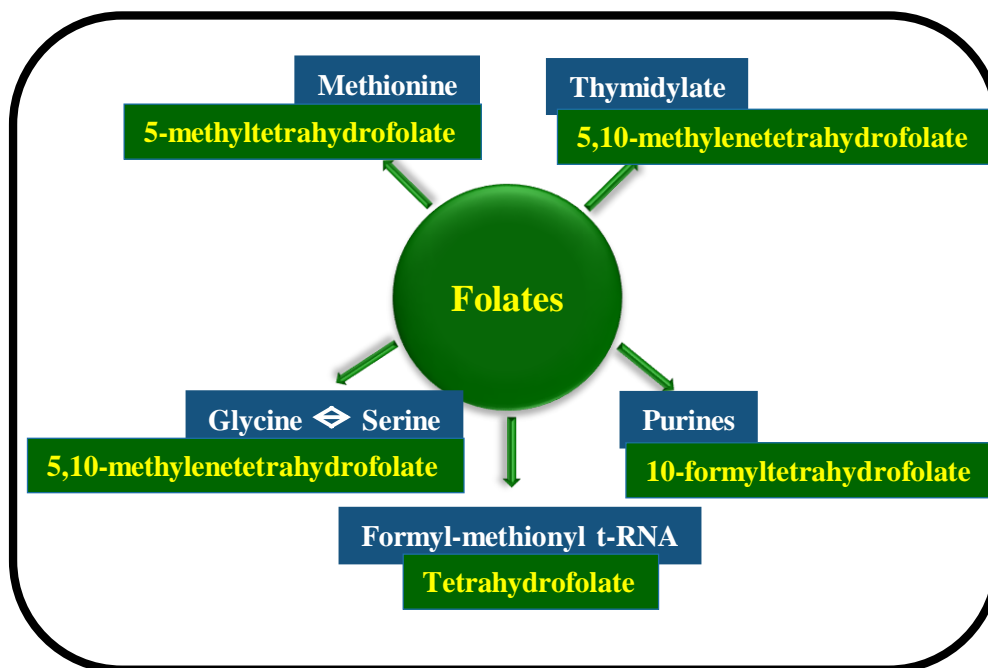 Methionine
5-methyltetrahydrofolate
Thymidylate
5,10-methylenetetrahydrofolate
Folates
Glycine Serine
5,10-methylenetetrahydrofolate
Purines
10-formyltetrahydrofolate
Formyl-methionyl t-RNA
Tetrahydrofolate